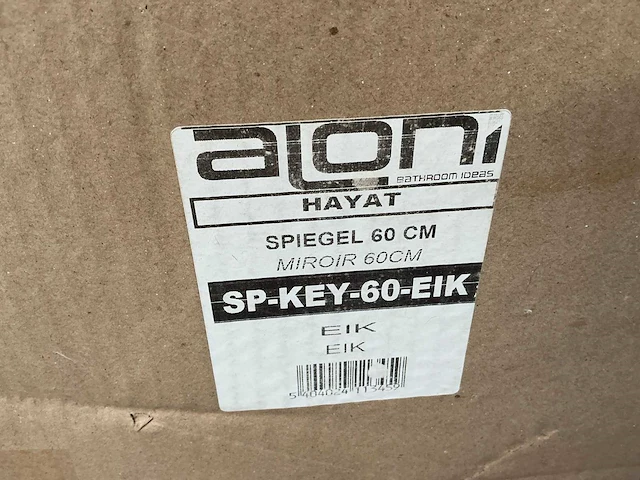 aloni
BATHROOM IDEAS
HAYAT
SPIEGEL 60 CM
MIROIR 60CM
SP-KEY-60-EIK
EIK
EIK